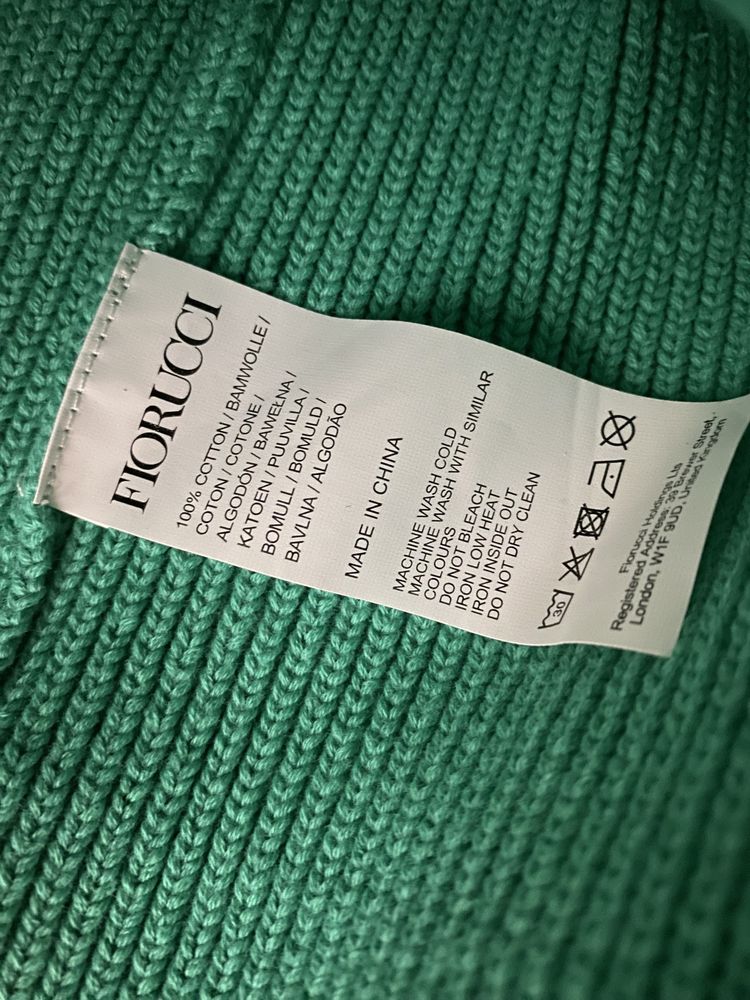 FIORUCCI
100% COTTON / BAMWOLLE /
COTON / COTONE /
ALGODÓN / BAWEŁNA /
KATOEN / PUUVILLA /
BOMULL / BOMULD /
BAVLNA / ALGODÃO
MADE IN CHINA
MACHINE WASH COLD
MACHINE WASH WITH SIMILAR
COLOURS
DO NOT BLEACH
IRON LOW HEAT
IRON INSIDE OUT
DO NOT DRY CLEAN
30
Fiorucci Holdings Ltd
Registered Address: 39 Brewer Street,
London, W1F 9UD, United Kingdom